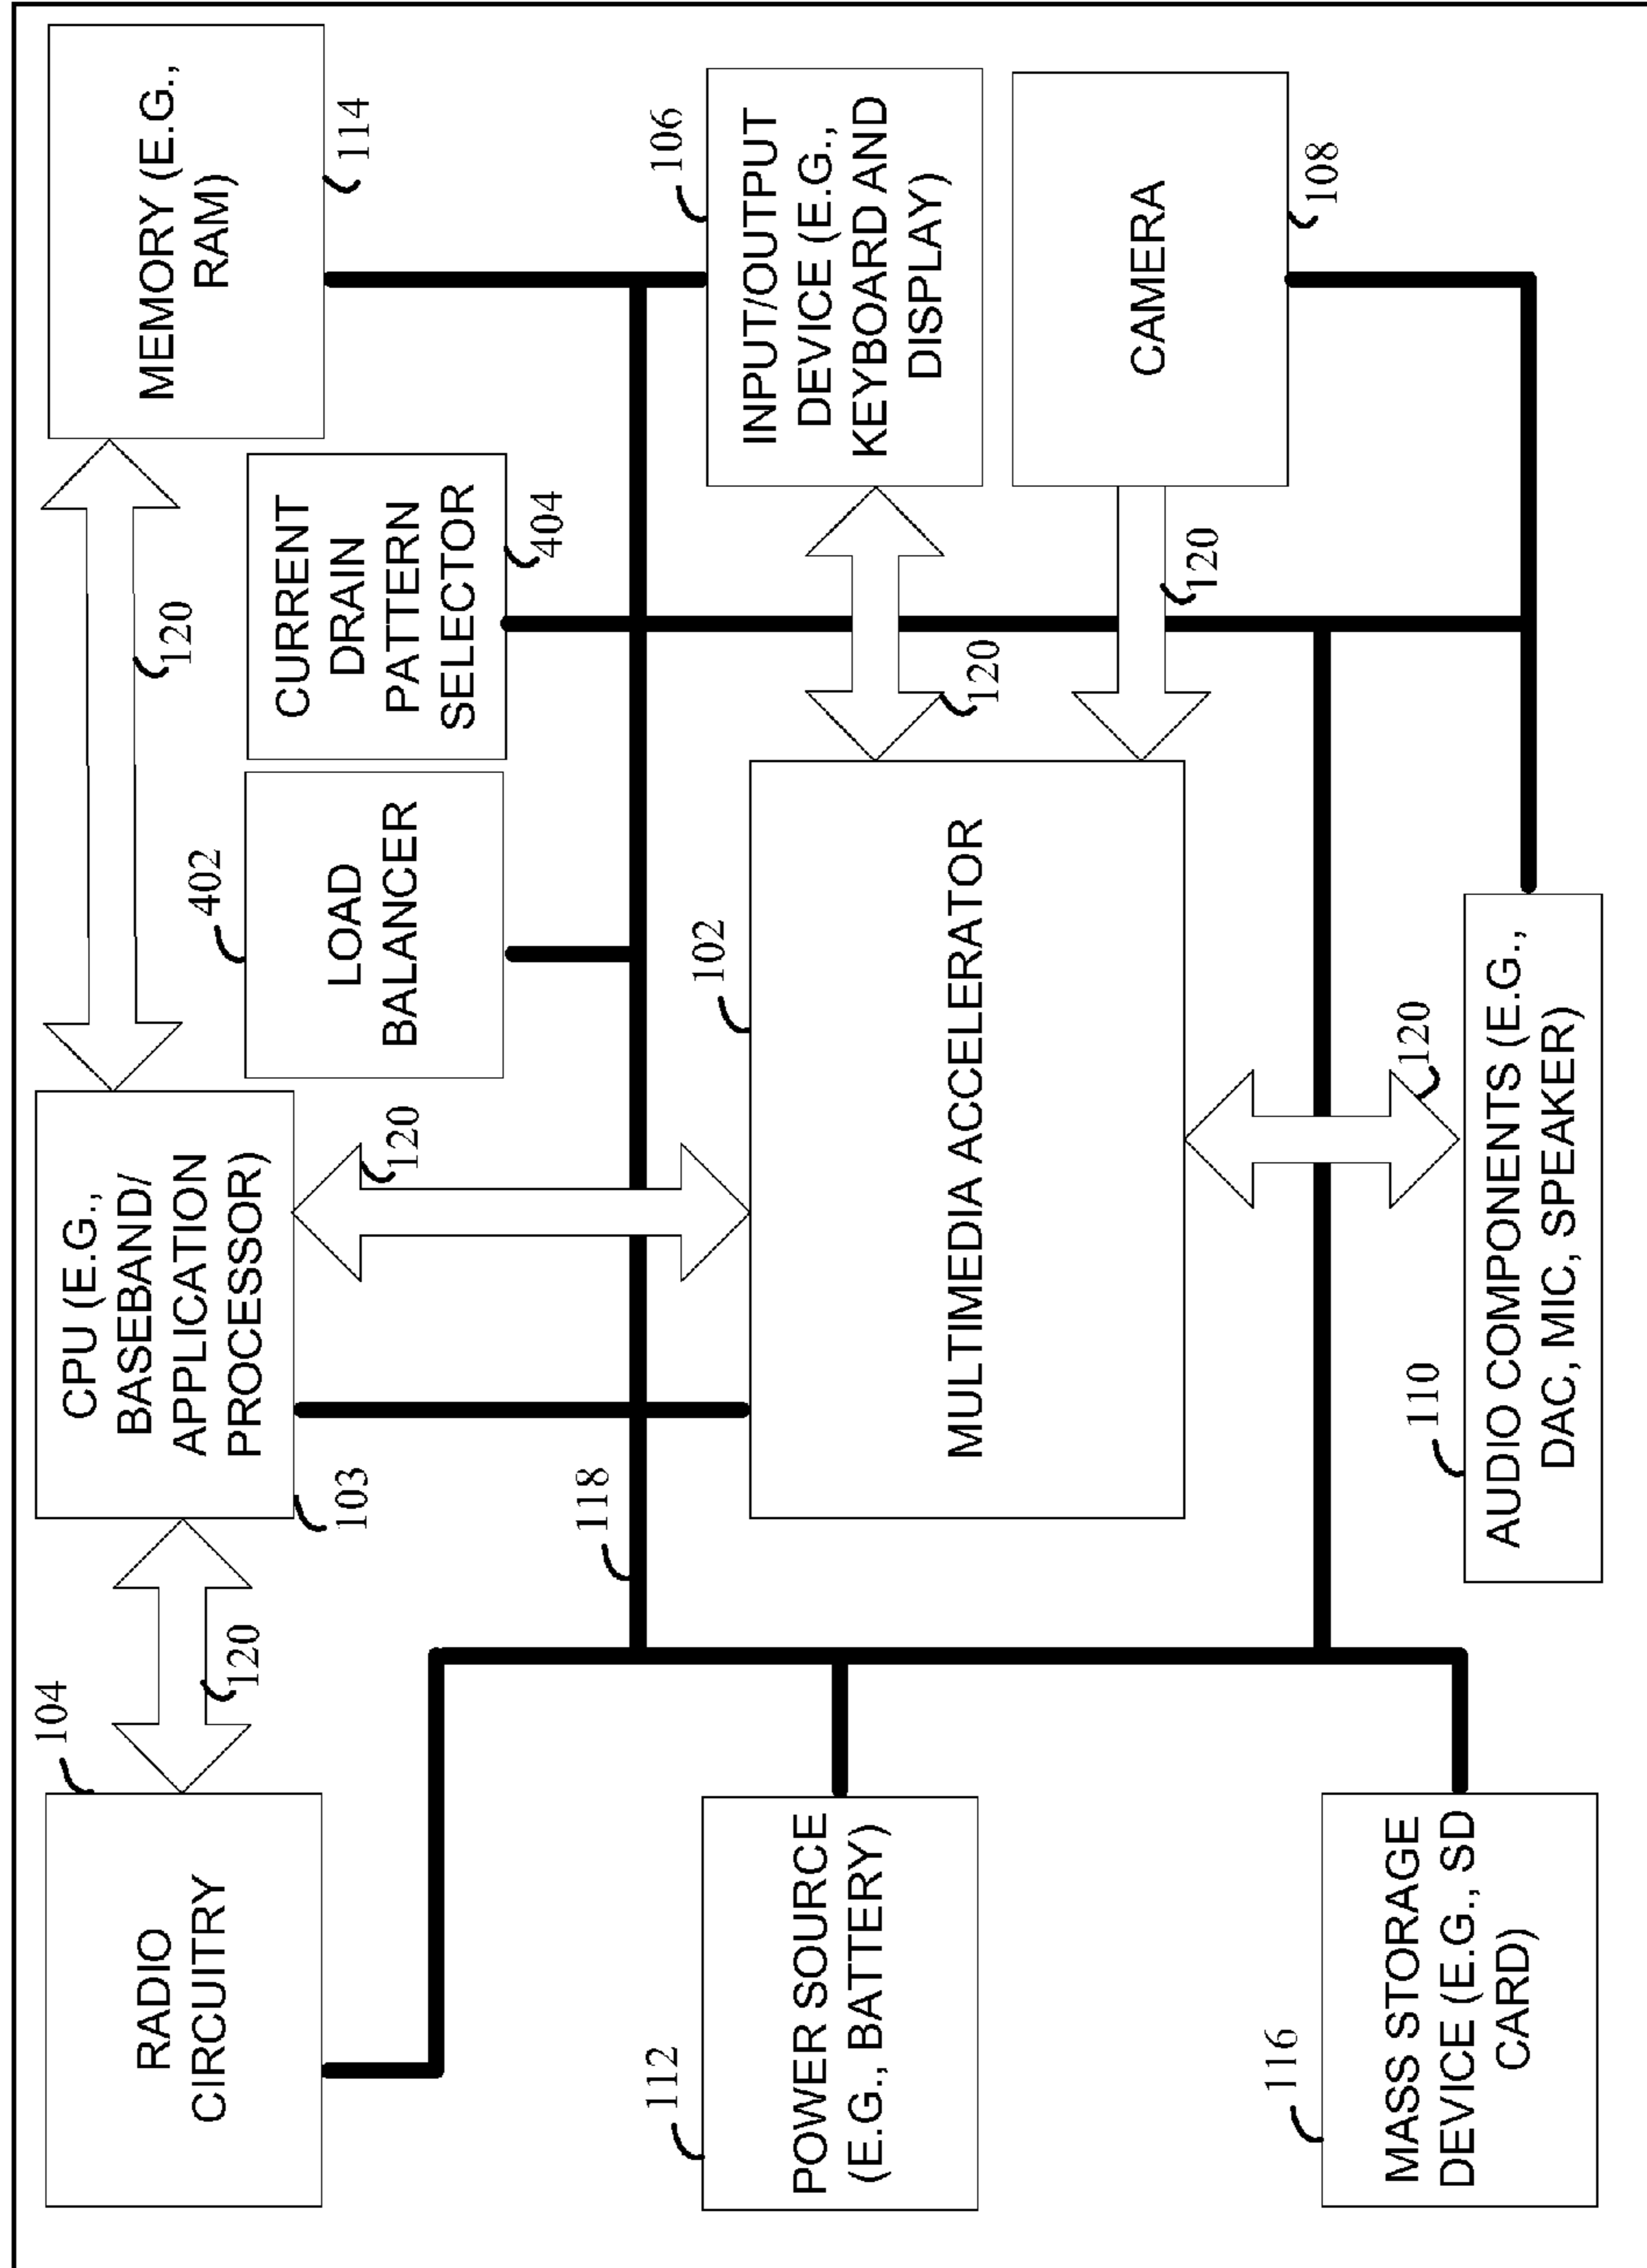 104
RADIO
CIRCUITRY
120
103
CPU (E.G.,
BASEBAND/
APPLICATION
PROCESSOR)
120
MEMORY (E.G.,
RAM)
114
402
LOAD
BALANCER
CURRENT
DRAIN
PATTERN
SELECTOR
404
120
118
112
POWER SOURCE
(E.G., BATTERY)
102
MULTIMEDIA ACCELERATOR
106
INPUT/OUTPUT
DEVICE (E.G.,
KEYBOARD AND
DISPLAY)
120
CAMERA
108
120
116
MASS STORAGE
DEVICE (E.G., SD
CARD)
110
AUDIO COMPONENTS (E.G.,
DAC, MIC, SPEAKER)
120